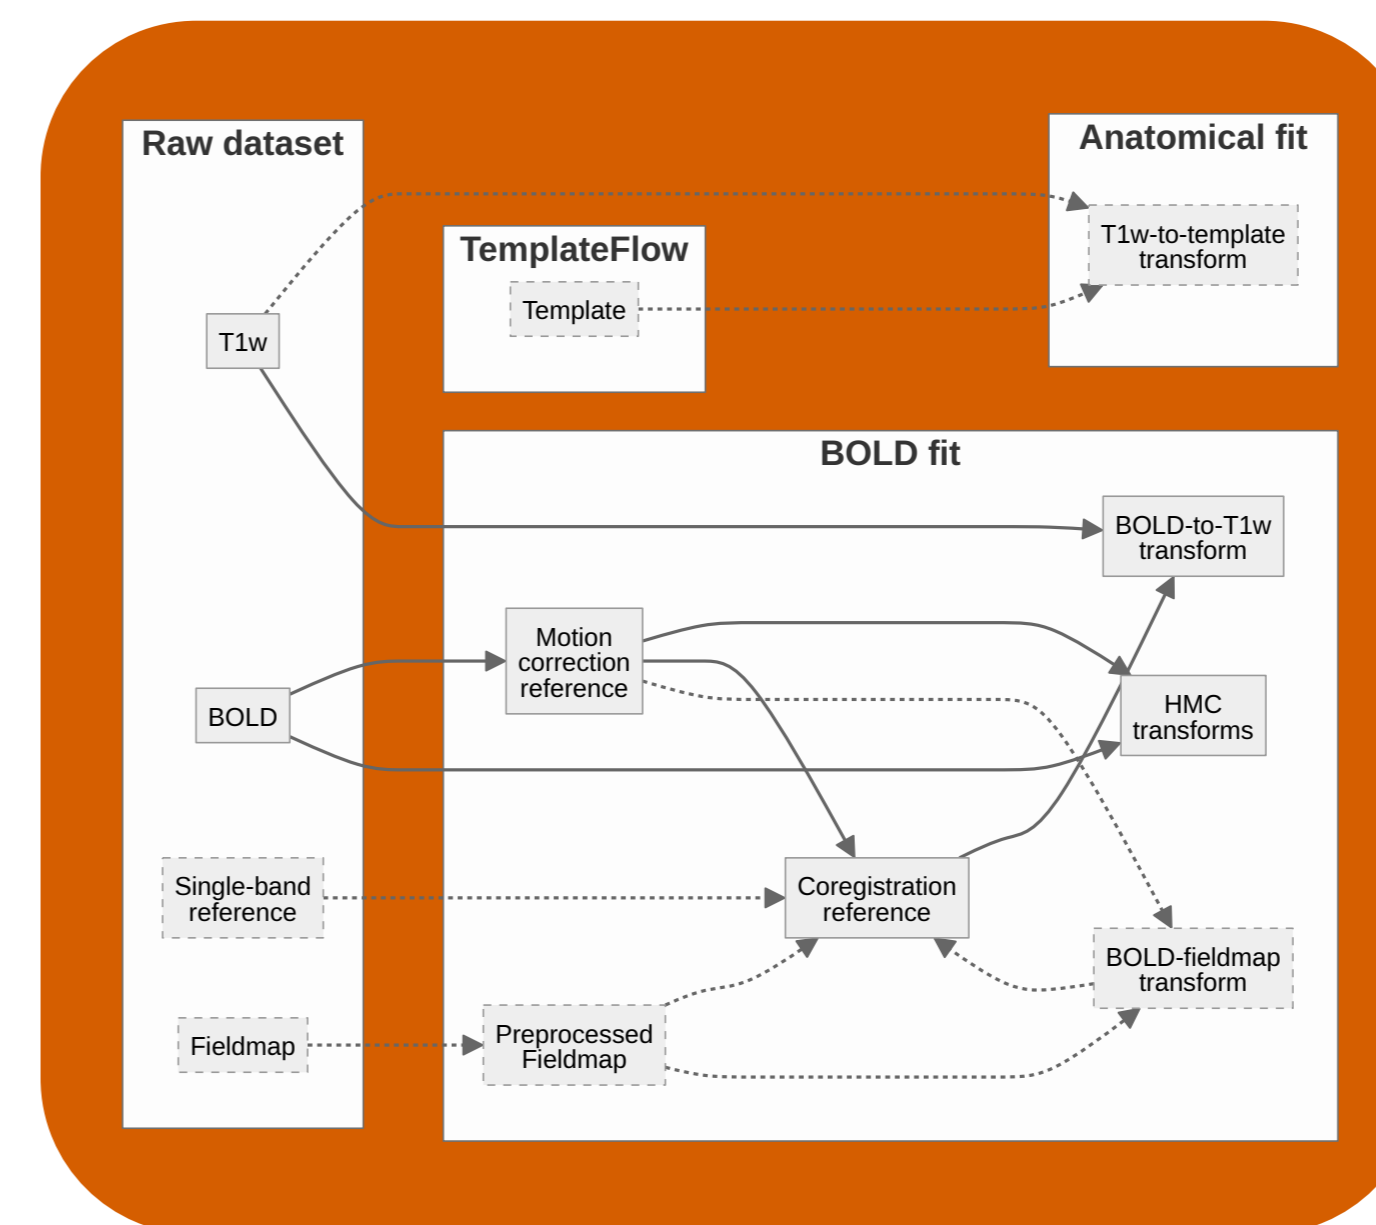 Raw dataset
T1w
BOLD
Single-band
reference
Fieldmap
TemplateFlow
Template
Anatomical fit
T1w-to-template
transform
BOLD fit
BOLD-to-T1w
transform
Motion
correction
reference
HMC
transforms
Coregistration
reference
BOLD-fieldmap
transform
Preprocessed
Fieldmap